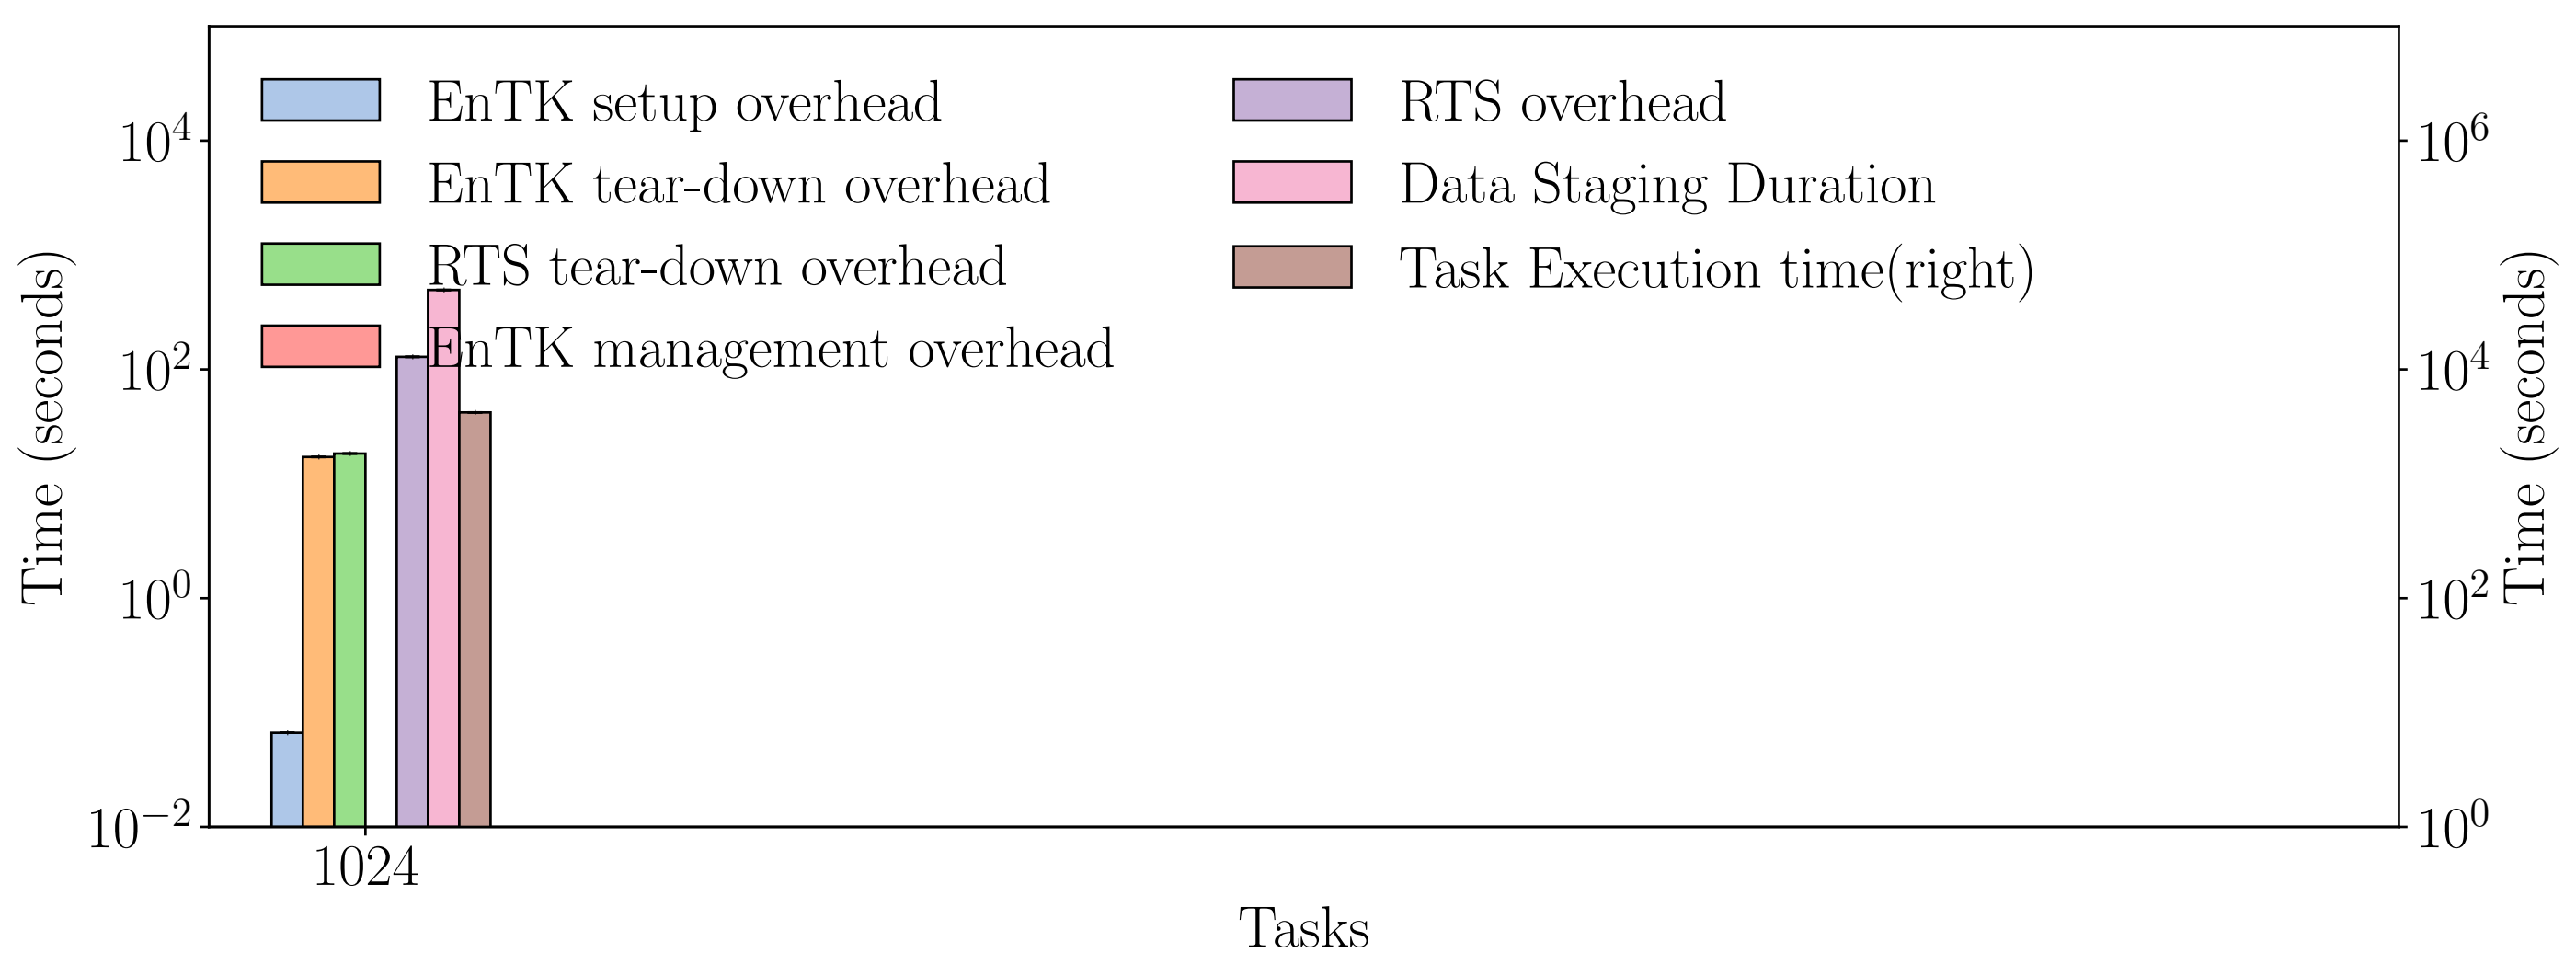 EnTK setup overhead
EnTK tear-down overhead
RTS tear-down overhead
EnTK management overhead
RTS overhead
Data Staging Duration
Task Execution time(right)
Time (seconds)
10^4
10^2
10^0
10^−2
1024
Tasks
10^6
10^4
10^2
10^0
Time (seconds)